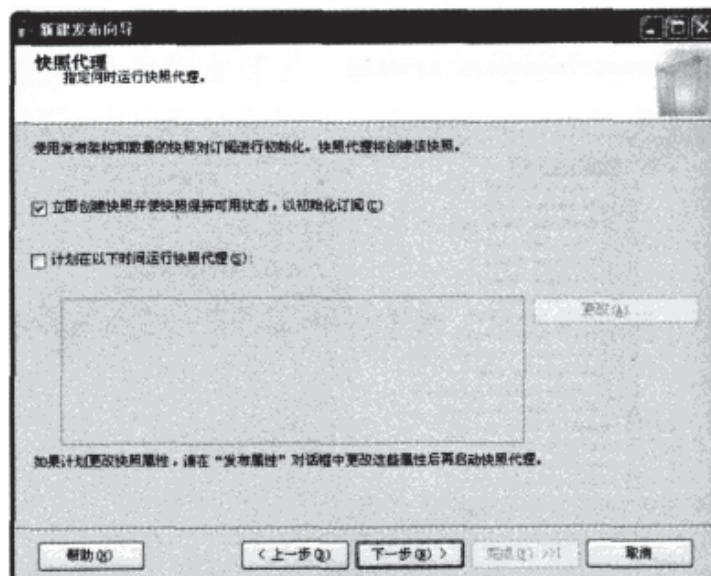 新建发布向导
快照代理
指定何时运行快照代理。
使用发布架构和数据的快照对订阅进行初始化。快照代理将创建该快照。
立即创建快照并使快照保持可用状态，以初始化订阅(C)
计划在以下时间运行快照代理(S):
更改(A)...
如果计划更改快照属性，请在“发布属性”对话框中更改这些属性后再启动快照代理。
帮助(H)
<上一步(B)
下一步(N) >
完成(F) >>|
取消